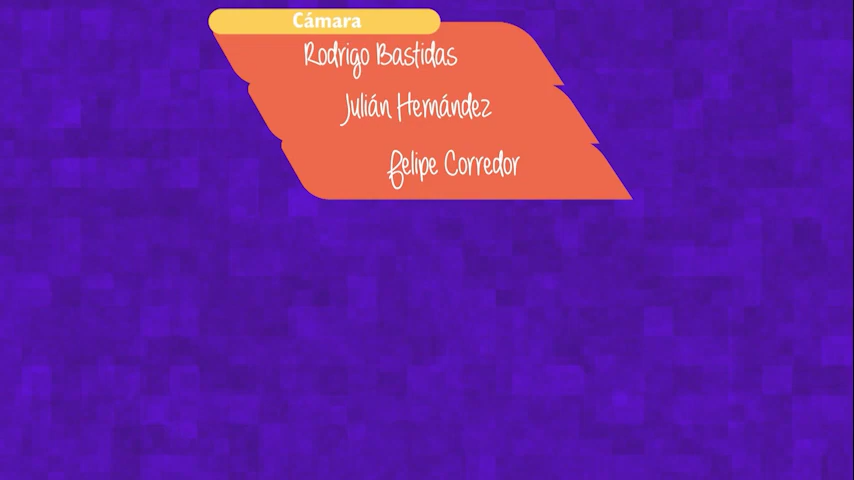 Cámara
Rodrigo Bastidas
Julián Hernández
Felipe Corredor